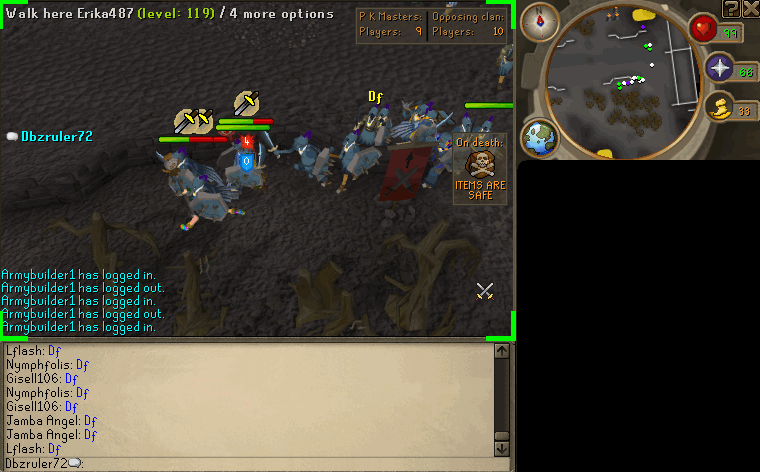 Walk here Erika487 (level: 119) / 4 more options
P K Masters: Opposing clan:
Players: 9 Players: 10
99
66
33
Df
4
0
Dbzruler72
On death:
ITEMS ARE
SAFE
Armybuilder1 has logged in.
Armybuilder1 has logged out.
Armybuilder1 has logged in.
Armybuilder1 has logged out.
Armybuilder1 has logged in.
Lflash: Df
Nymphfolis: Df
Gisell106: Df
Nymphfolis: Df
Gisell106: Df
Jamba Angel: Df
Jamba Angel: Df
Lflash: Df
Dbzruler72: